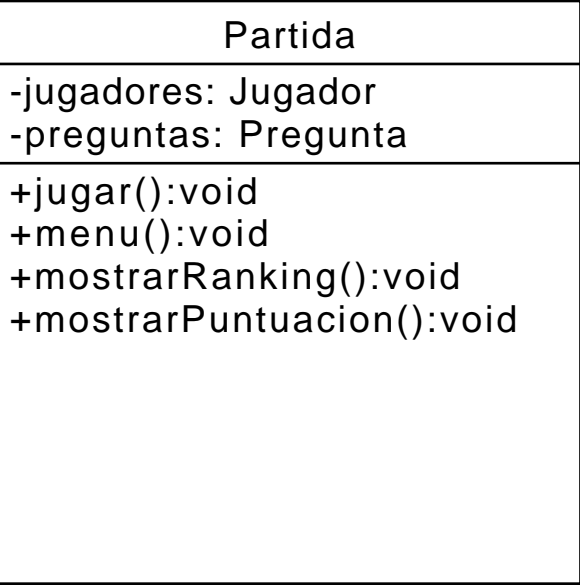 Partida
-jugadores: Jugador
-preguntas: Pregunta
+jugar():void
+menu():void
+mostrarRanking():void
+mostrarPuntuacion():void